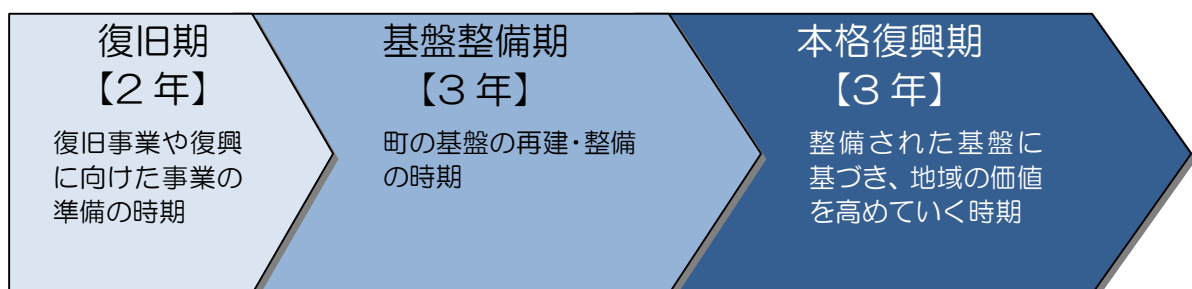 復旧期
【2年】
復旧事業や復興
に向けた事業の
準備の時期
基盤整備期
【3年】
町の基盤の再建・整備
の時期
本格復興期
【3年】
整備された基盤に
基づき、地域の価値
を高めていく時期